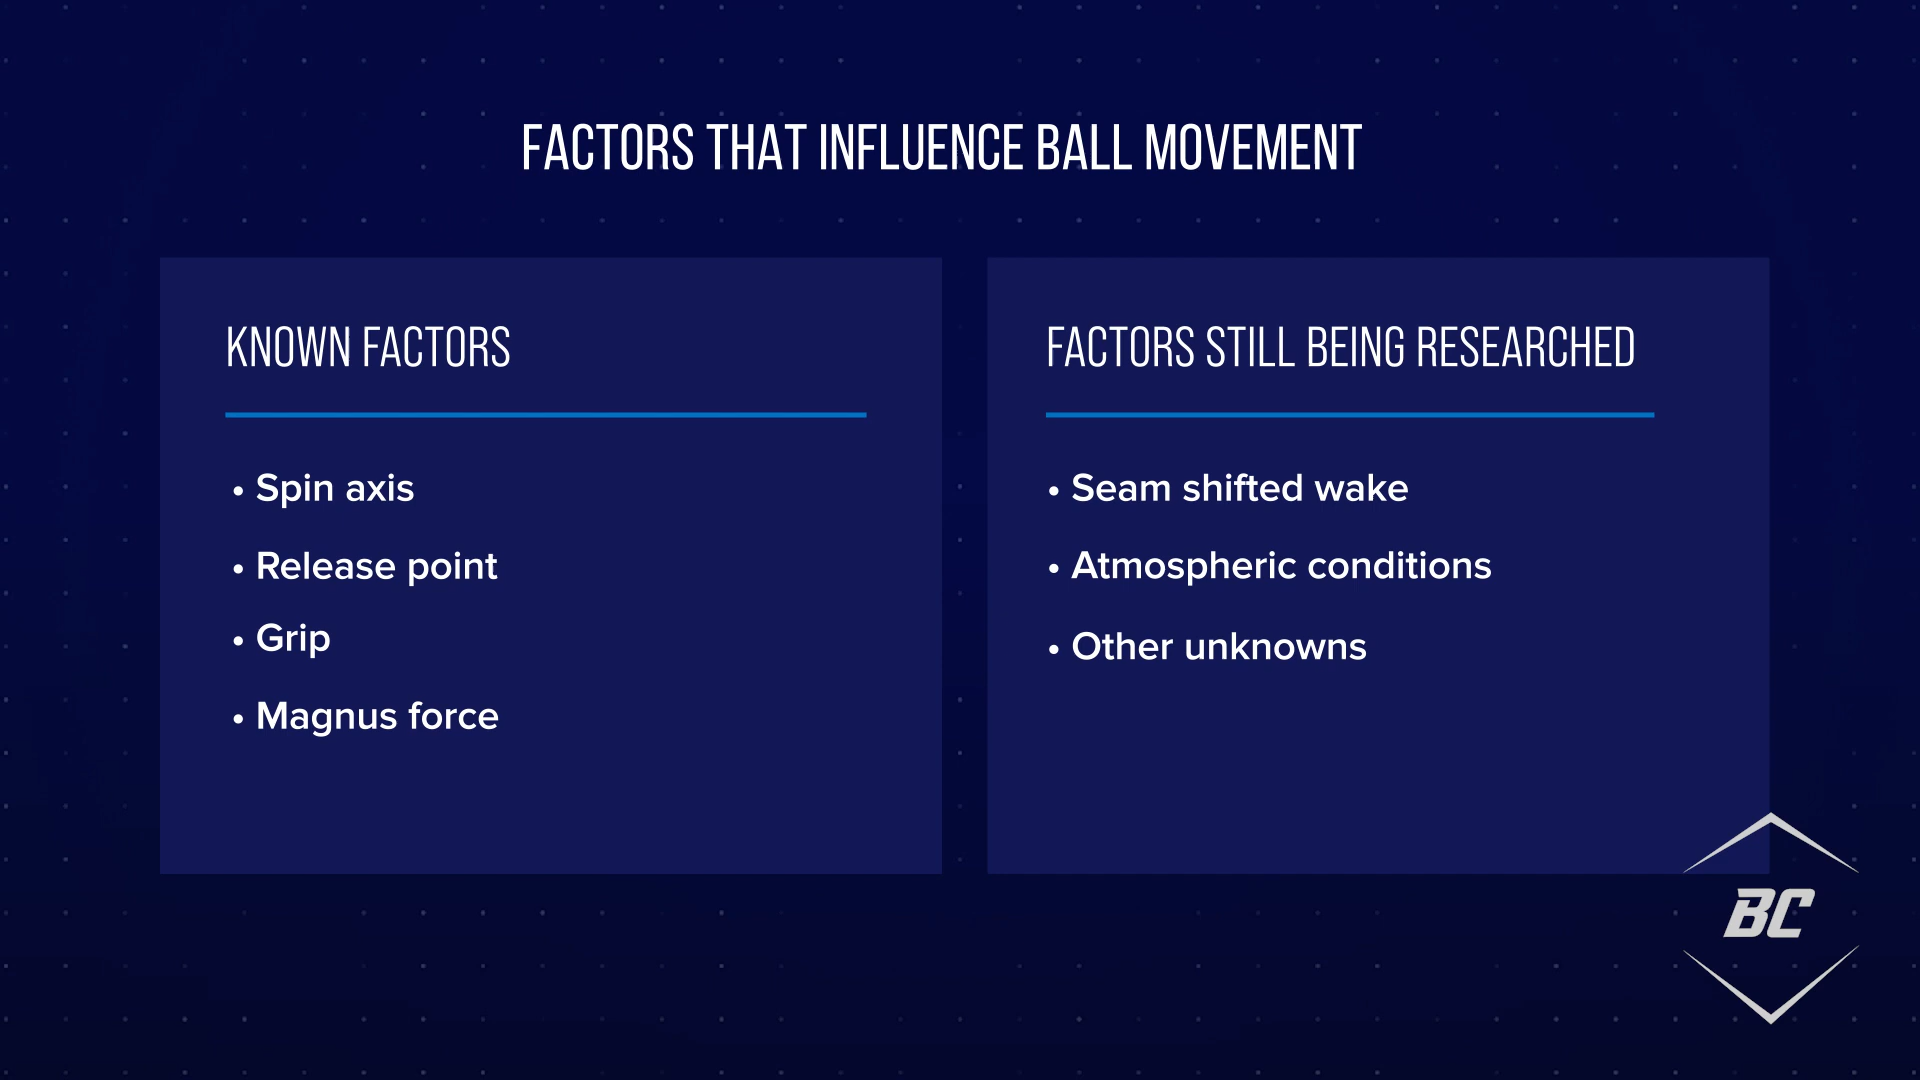 FACTORS THAT INFLUENCE BALL MOVEMENT
KNOWN FACTORS
• Spin axis
• Release point
• Grip
• Magnus force
FACTORS STILL BEING RESEARCHED
• Seam shifted wake
• Atmospheric conditions
• Other unknowns
BC